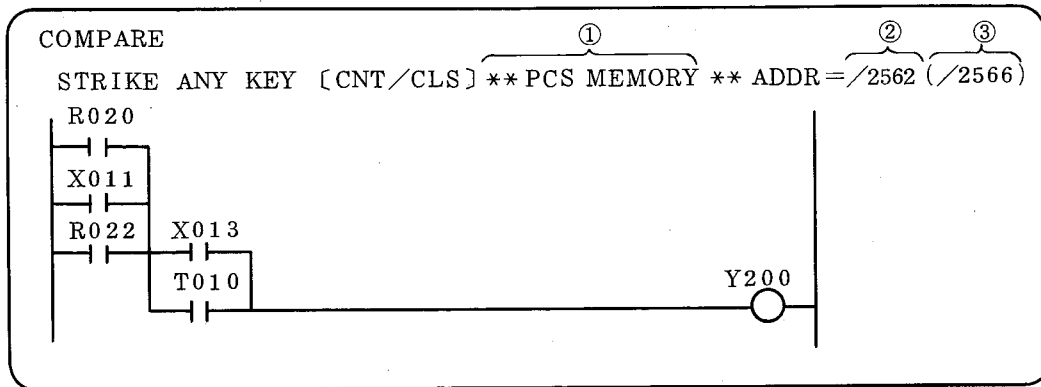 COMPARE
① ② ③
STRIKE ANY KEY [CNT/CLS] ** PCS MEMORY ** ADDR=/2562 (/2566)
R020
X011
R022 X013
T010 Y200